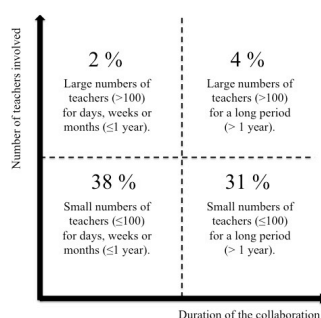 Number of teachers involved
2 %
Large numbers of
teachers (>100)
for days, weeks or
months (≤1 year).
4 %
Large numbers of
teachers (>100)
for a long period
(> 1 year).
38 %
Small numbers of
teachers (≤100)
for days, weeks or
months (≤1 year).
31 %
Small numbers of
teachers (≤100)
for a long period
(> 1 year).
Duration of the collaboration